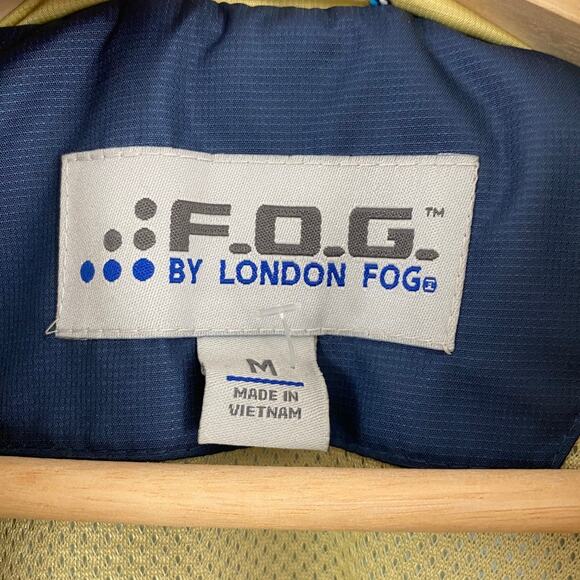 F.O.G.™
BY LONDON FOG®
M
MADE IN
VIETNAM